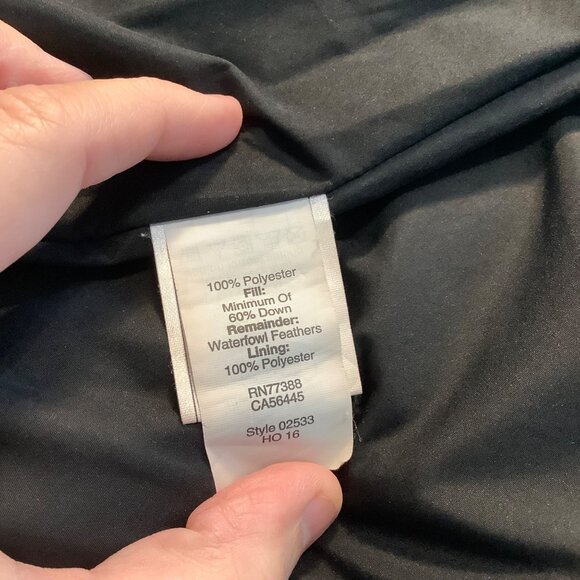 100% Polyester
Fill:
Minimum Of
60% Down
Remainder:
Waterfowl Feathers
Lining:
100% Polyester
RN77388
CA56445
Style 02533
HO 16